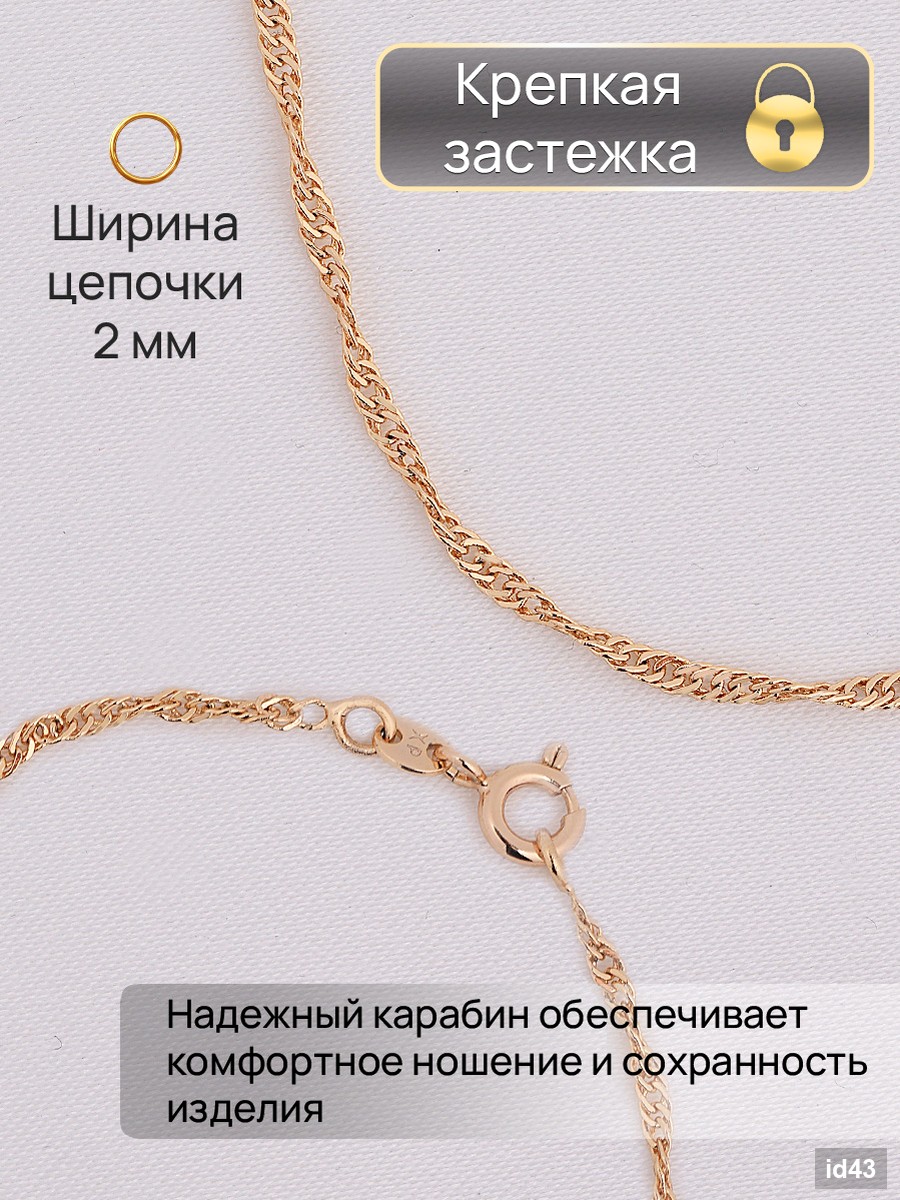 Крепкая
застежка
Ширина
цепочки
2 мм
Надежный карабин обеспечивает
комфортное ношение и сохранность
изделия
id43